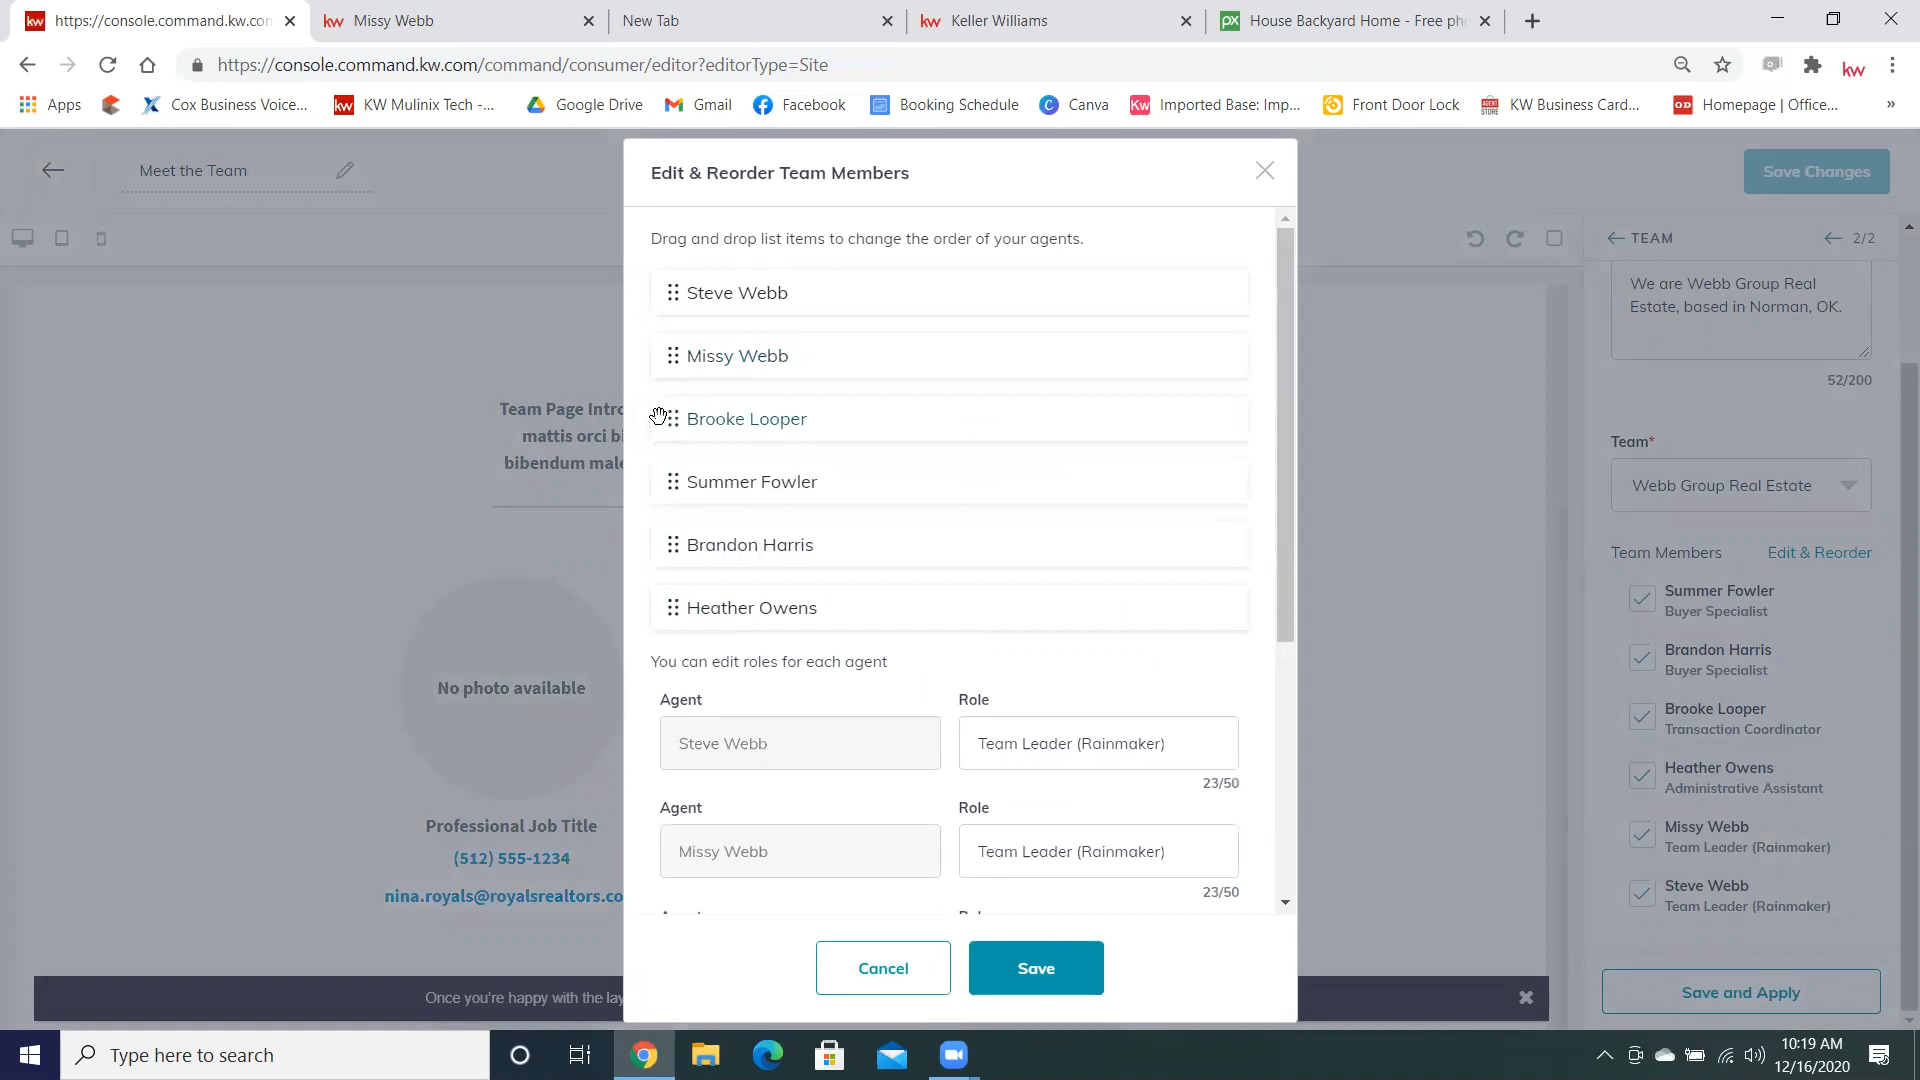 https://console.command.kw.com
kw Missy Webb
New Tab
kw Keller Williams
House Backyard Home - Free pho
https://console.command.kw.com/command/consumer/editor?editorType=Site
kw
Apps
Cox Business Voice...
KW Mulinix Tech -...
Google Drive
Gmail
Facebook
Booking Schedule
Canva
Imported Base: Imp...
Front Door Lock
KW Business Card...
Homepage | Office...
»
Meet the Team
Save Changes
Edit & Reorder Team Members
Drag and drop list items to change the order of your agents.
Steve Webb
Missy Webb
Brooke Looper
Summer Fowler
Brandon Harris
Heather Owens
You can edit roles for each agent
Agent
Role
Steve Webb
Team Leader (Rainmaker)
23/50
Agent
Role
Missy Webb
Team Leader (Rainmaker)
23/50
Cancel
Save
Team Page Intro
mattis orci bi
bibendum male
No photo available
Professional Job Title
(512) 555-1234
nina.royals@royalsrealtors.co
Once you're happy with the lay
TEAM
2/2
We are Webb Group Real
Estate, based in Norman, OK.
52/200
Team*
Webb Group Real Estate
Team Members
Edit & Reorder
Summer Fowler
Buyer Specialist
Brandon Harris
Buyer Specialist
Brooke Looper
Transaction Coordinator
Heather Owens
Administrative Assistant
Missy Webb
Team Leader (Rainmaker)
Steve Webb
Team Leader (Rainmaker)
Save and Apply
Type here to search
10:19 AM
12/16/2020